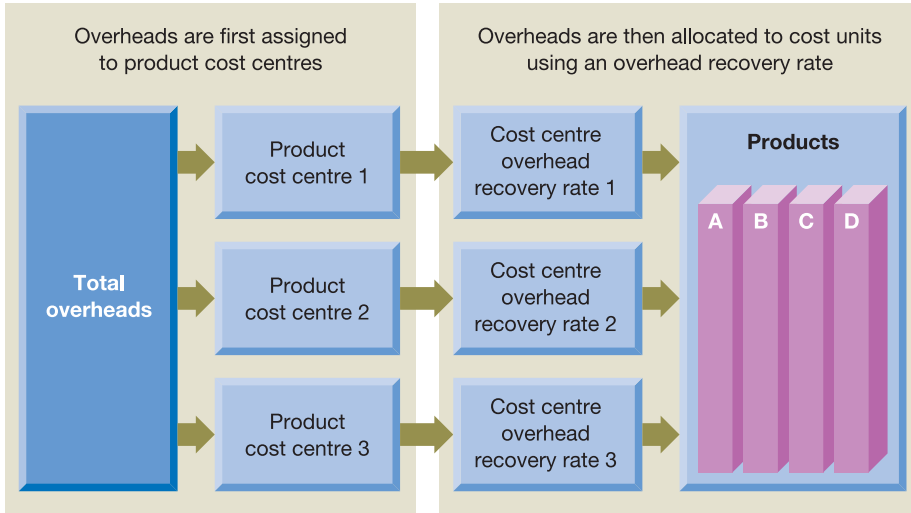 Overheads are first assigned
to product cost centres
Overheads are then allocated to cost units
using an overhead recovery rate
Total
overheads
Product
cost centre 1
Cost centre
overhead
recovery rate 1
Product
cost centre 2
Cost centre
overhead
recovery rate 2
Product
cost centre 3
Cost centre
overhead
recovery rate 3
Products
A B C D